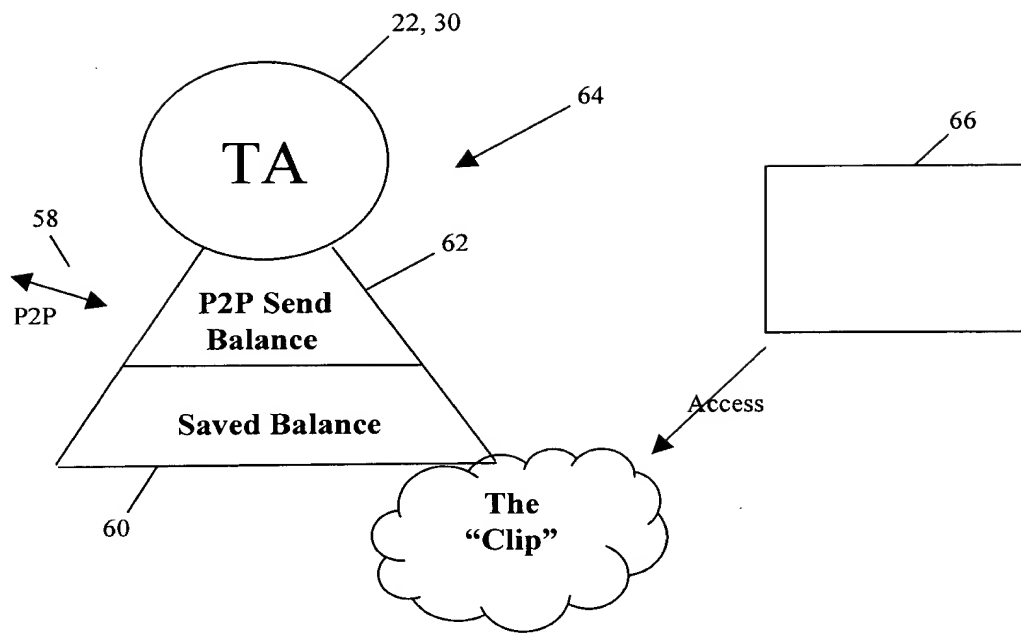 22, 30
64
66
TA
58
62
P2P
P2P Send
Balance
Saved Balance
Access
60
The
“Clip”